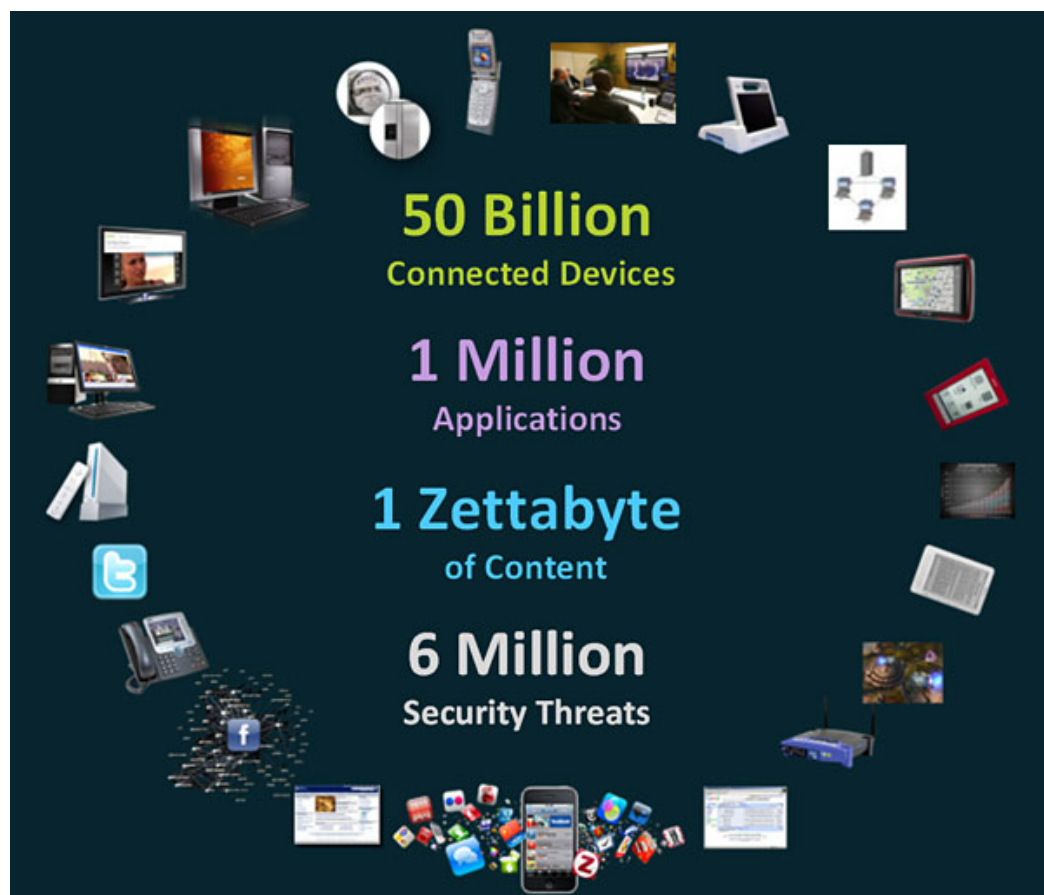 50 Billion
Connected Devices
1 Million
Applications
1 Zettabyte
of Content
6 Million
Security Threats